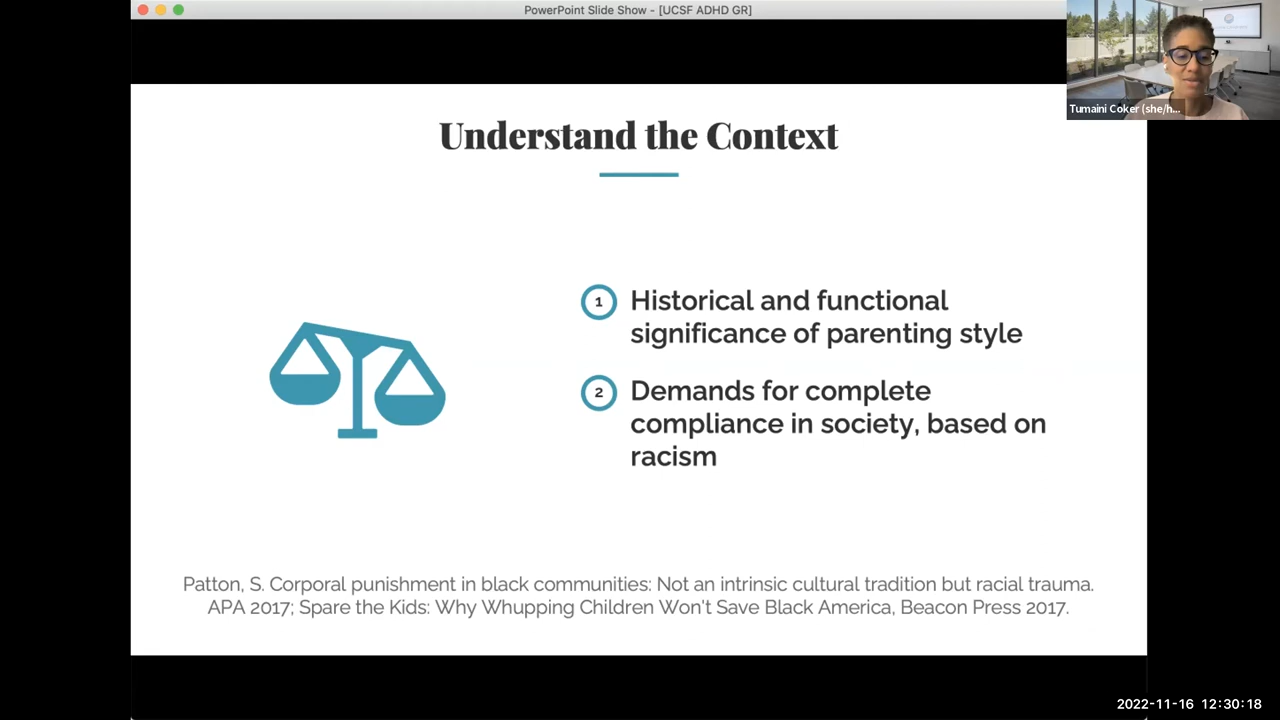 PowerPoint Slide Show - [UCSF ADHD GR]
Tumaini Coker (she/h...
Understand the Context
1 Historical and functional
significance of parenting style
2 Demands for complete
compliance in society, based on
racism
Patton, S. Corporal punishment in black communities: Not an intrinsic cultural tradition but racial trauma.
APA 2017; Spare the Kids: Why Whupping Children Won't Save Black America, Beacon Press 2017.
2022-11-16 12:30:18